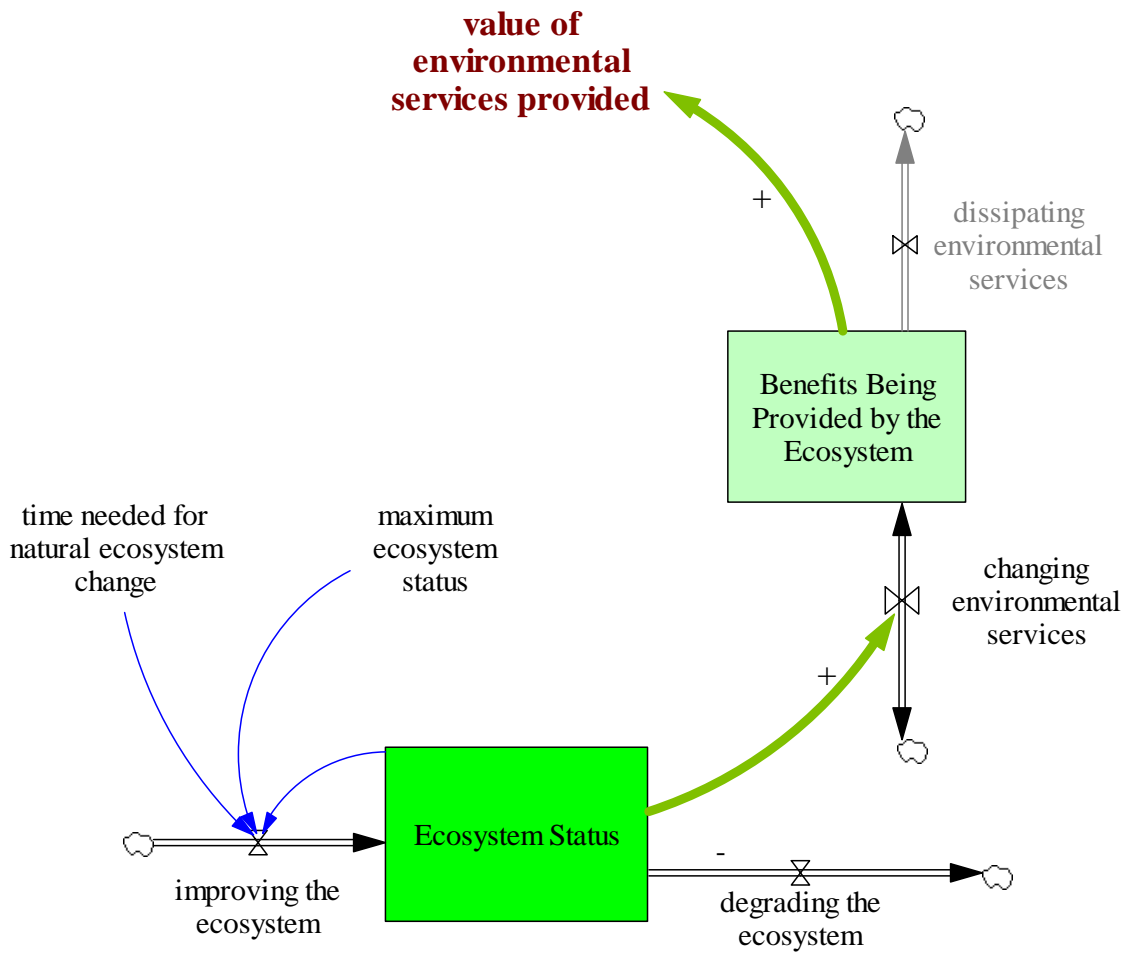 value of
environmental
services provided
+
dissipating
environmental
services
Benefits Being
Provided by the
Ecosystem
time needed for
natural ecosystem
change
maximum
ecosystem
status
changing
environmental
services
+
Ecosystem Status
-
improving the
ecosystem
degrading the
ecosystem